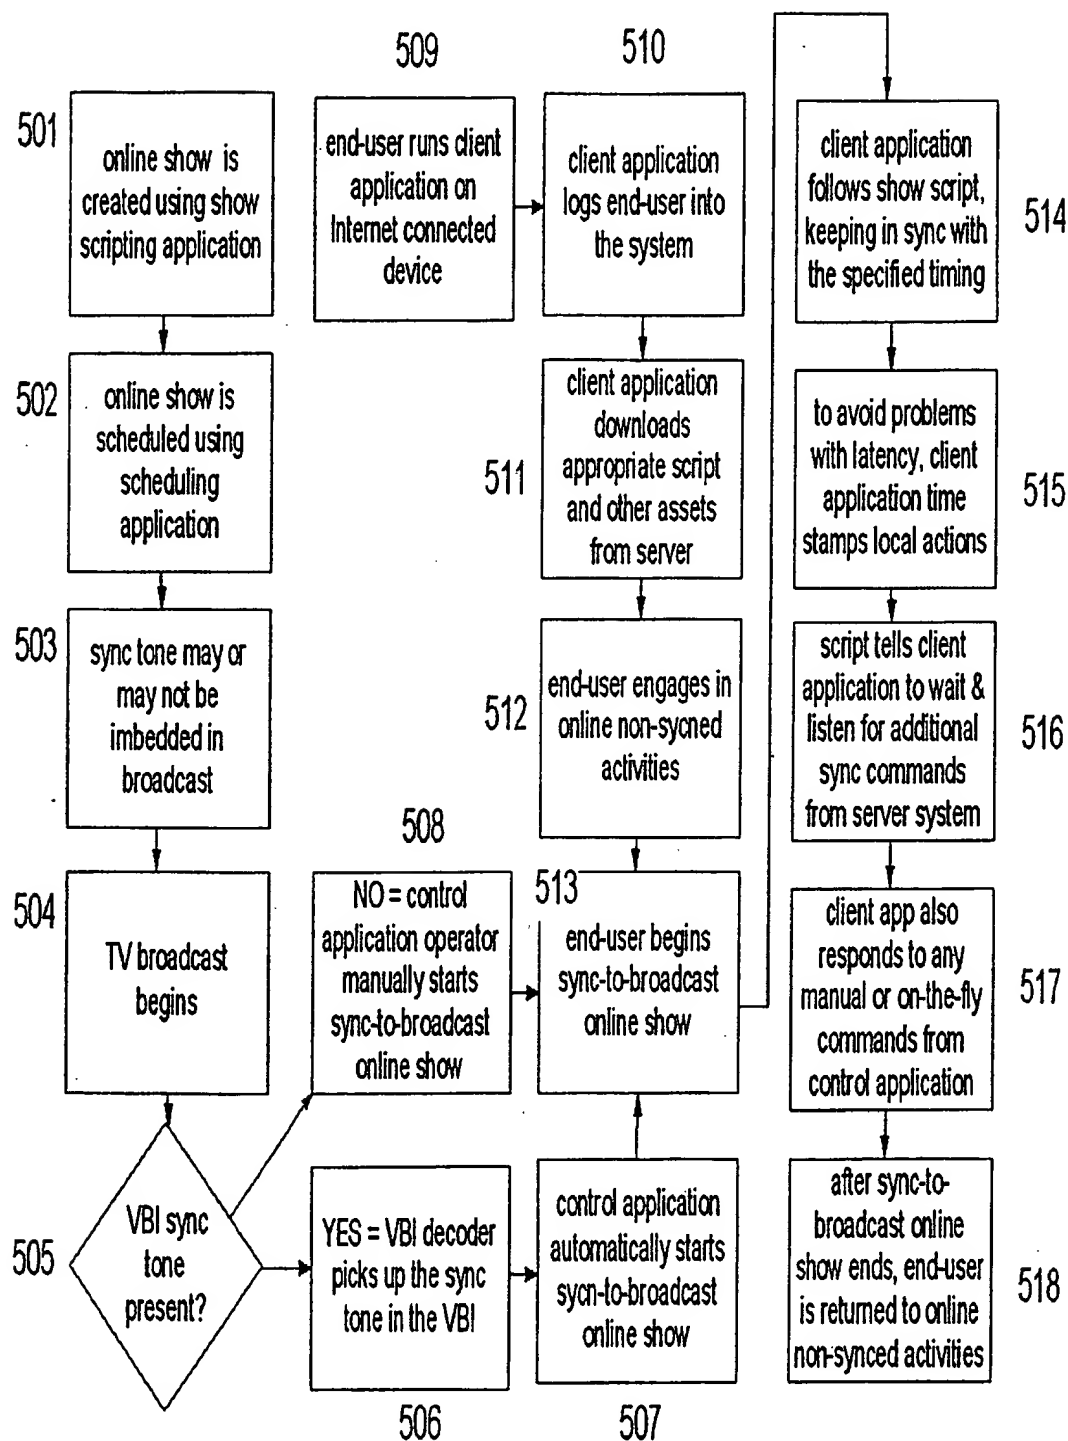 501
online show is
created using show
scripting application
502
online show is
scheduled using
scheduling
application
503
sync tone may or
may not be
imbedded in
broadcast
504
TV broadcast
begins
505
VBI sync
tone
present?
YES = VBI decoder
picks up the sync
tone in the VBI
506
control application
automatically starts
sycn-to-broadcast
online show
507
508
NO = control
application operator
manually starts
sync-to-broadcast
online show
509
end-user runs client
application on
Internet connected
device
510
client application
logs end-user into
the system
511
client application
downloads
appropriate script
and other assets
from server
512
end-user engages in
online non-sycned
activities
513
end-user begins
sync-to-broadcast
online show
client application
follows show script,
keeping in sync with
the specified timing
514
to avoid problems
with latency, client
application time
stamps local actions
515
script tells client
application to wait &
listen for additional
sync commands
from server system
516
client app also
responds to any
manual or on-the-fly
commands from
control application
517
after sync-to-
broadcast online
show ends, end-user
is returned to online
non-synced activities
518